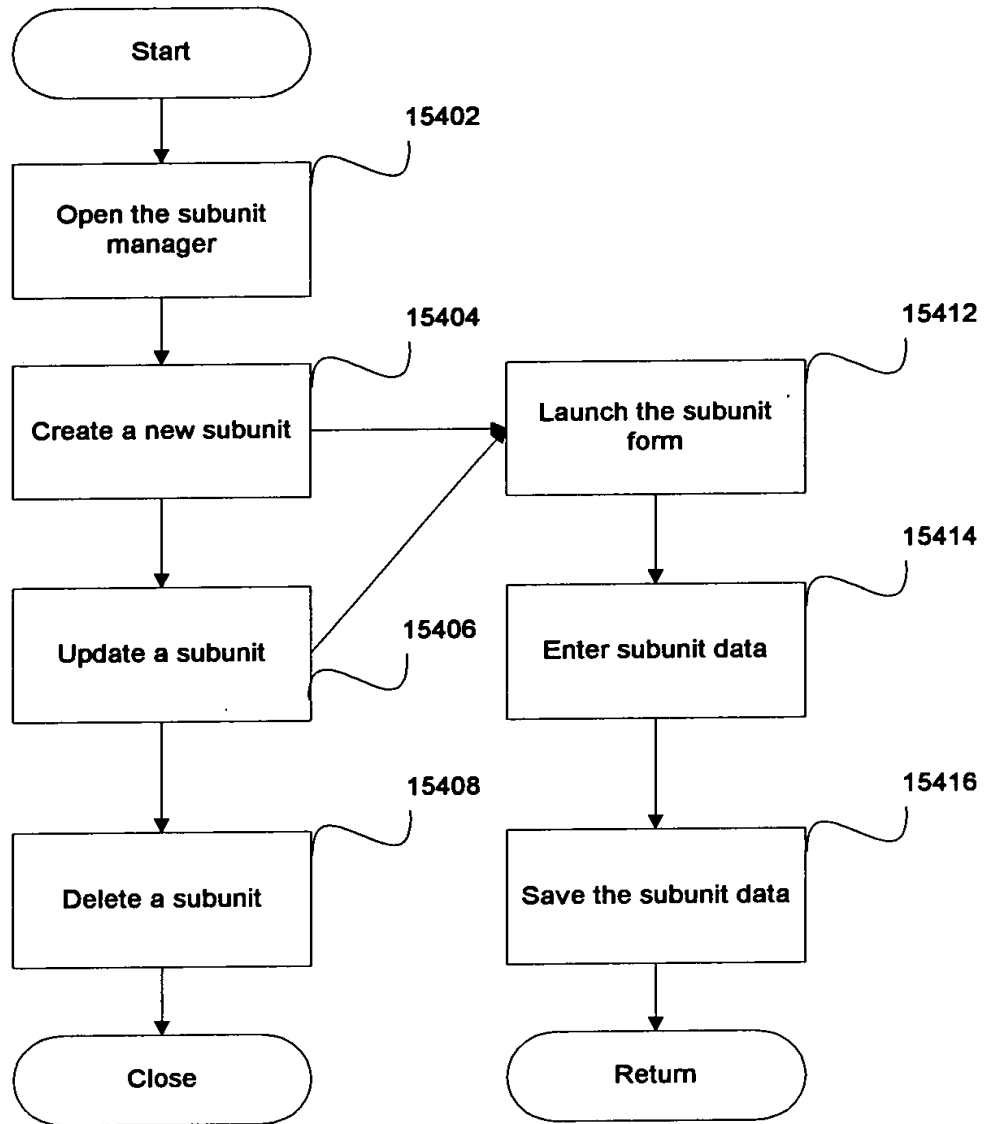 Start
15402
Open the subunit
manager
15404
Create a new subunit
15412
Launch the subunit
form
15406
Update a subunit
15414
Enter subunit data
15408
Delete a subunit
15416
Save the subunit data
Close
Return